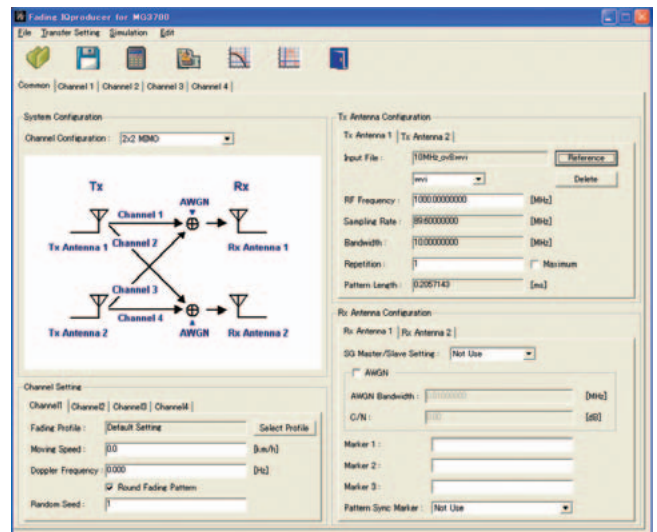 Fading IQproducer for MG3700
File Transfer Setting Simulation Edit
Common Channel 1 Channel 2 Channel 3 Channel 4
System Configuration
Channel Configuration : 2x2 MIMO
Tx Rx
AWGN
Channel 1
Tx Antenna 1 Channel 2 Rx Antenna 1
Channel 3
Channel 4
Tx Antenna 2 AWGN Rx Antenna 2
Channel Setting
Channel1 Channel2 Channel3 Channel4
Fading Profile : Default Setting Select Profile
Moving Speed : 0.0 [km/h]
Doppler Frequency : 0.000 [Hz]
Round Fading Pattern
Random Seed : 1
Tx Antenna Configuration
Tx Antenna 1 Tx Antenna 2
Input File : 10MHz_ov8.wvi Reference
wvi Delete
RF Frequency : 1000.00000000 [MHz]
Sampling Rate : 89.60000000 [MHz]
Bandwidth : 10.00000000 [MHz]
Repetition : 1 Maximum
Pattern Length : 0.2057143 [ms]
Rx Antenna Configuration
Rx Antenna 1 Rx Antenna 2
SG Master/Slave Setting : Not Use
AWGN
AWGN Bandwidth : [MHz]
C/N : 0.00 [dB]
Marker 1 :
Marker 2 :
Marker 3 :
Pattern Sync Marker : Not Use